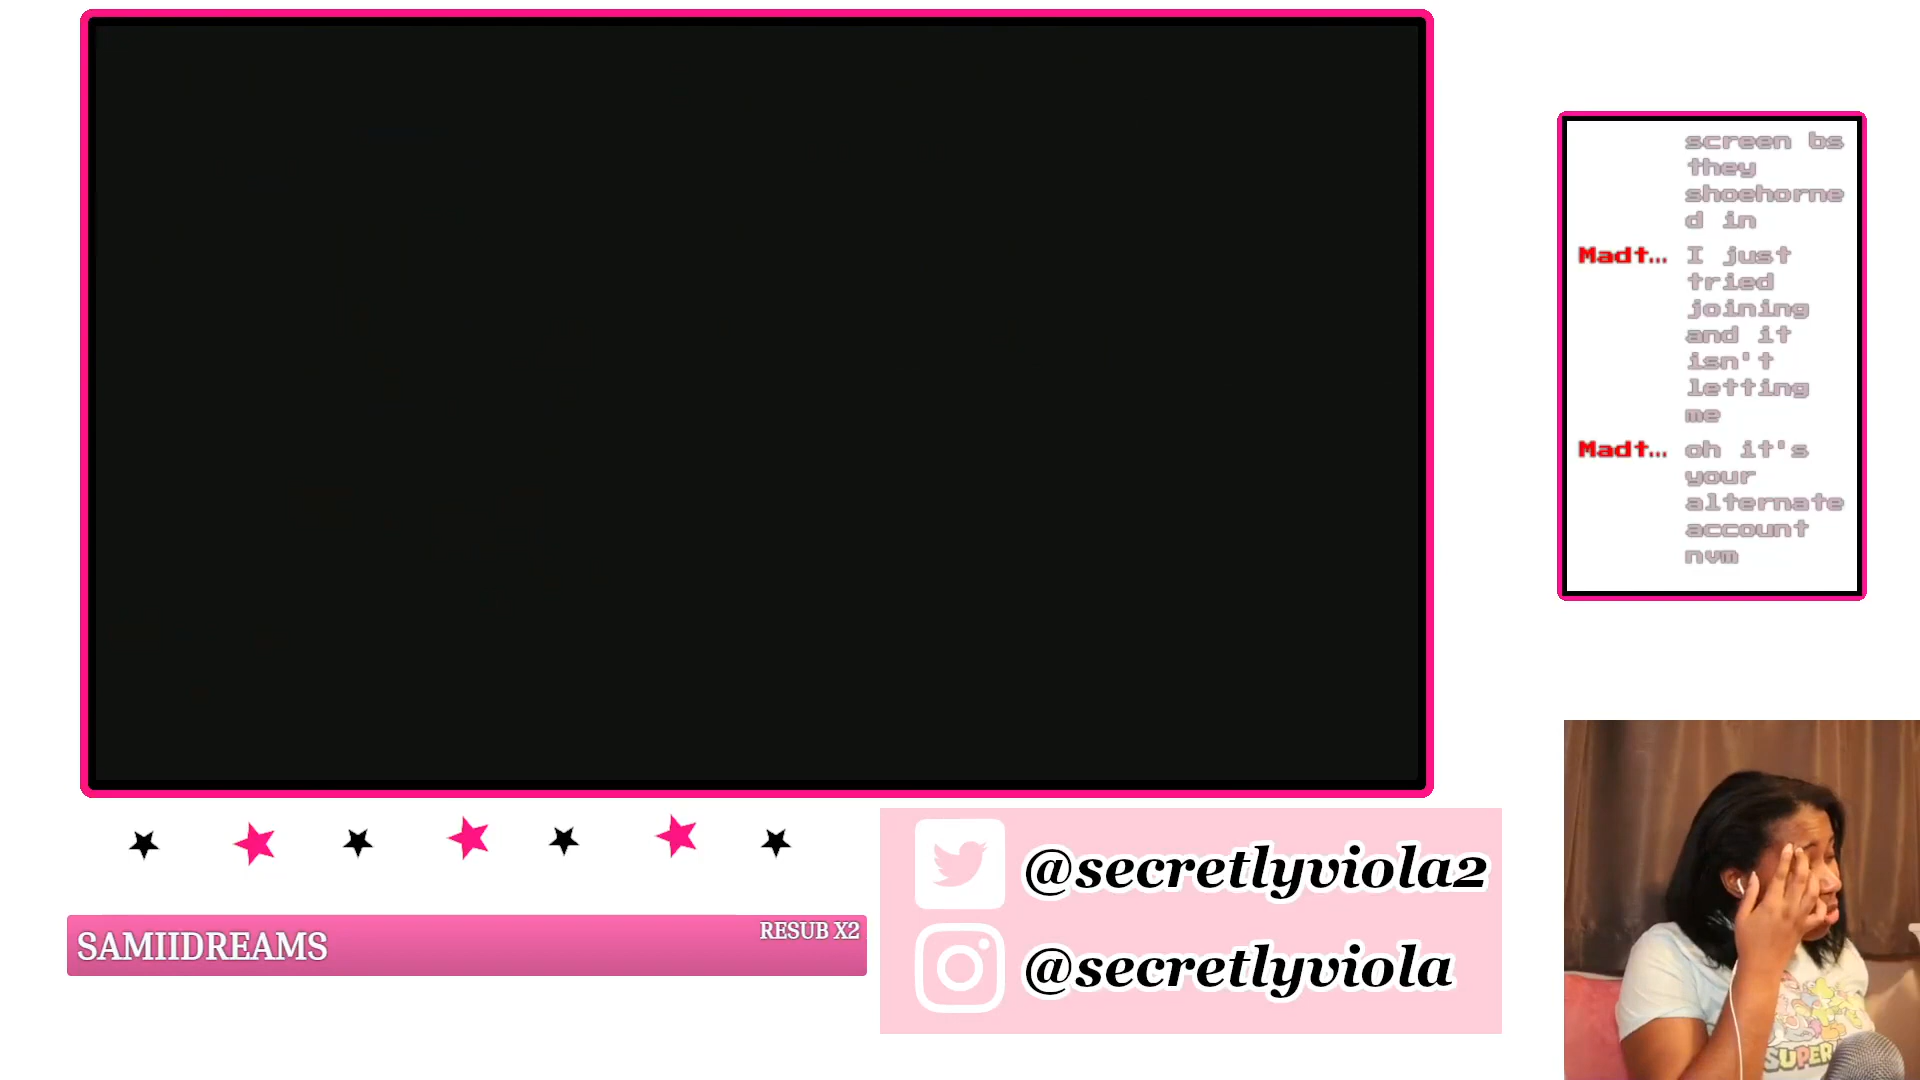 screen bs
they
shoehorne
d in
Madt... I just
tried
joining
and it
isn't
letting
me
Madt... oh it's
your
alternate
account
nvm
SAMIIDREAMS
RESUB X2
@secretlyviola2
@secretlyviola
SUPER